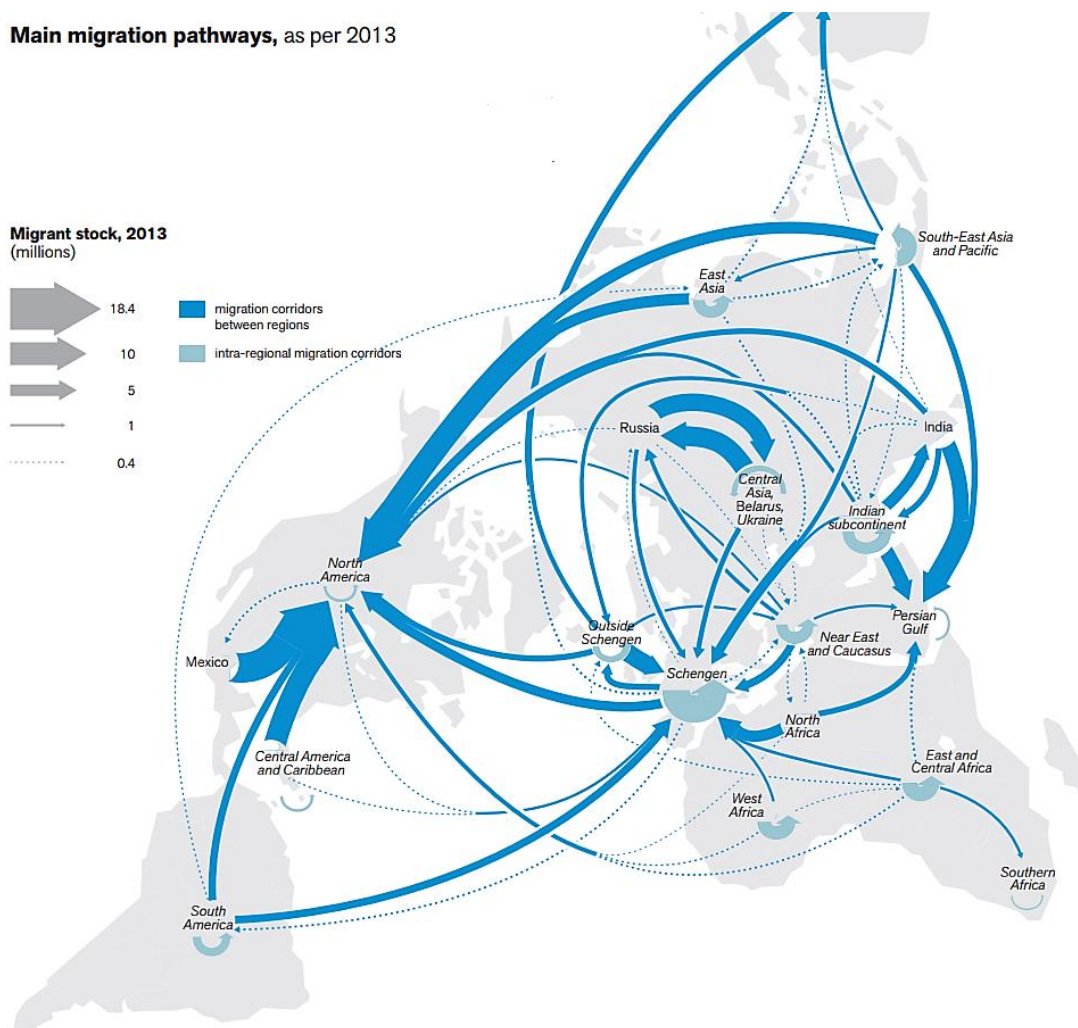 Main migration pathways, as per 2013
Migrant stock, 2013
(millions)
18.4
10
5
1
0.4
migration corridors
between regions
intra-regional migration corridors
South-East Asia
and Pacific
East
Asia
Russia
India
Central
Asia,
Belarus,
Ukraine
Indian
subcontinent
North
America
Persian
Gulf
Outside
Schengen
Near East
and Caucasus
Mexico
Schengen
North
Africa
Central America
and Caribbean
East and
Central Africa
West
Africa
Southern
Africa
South
America